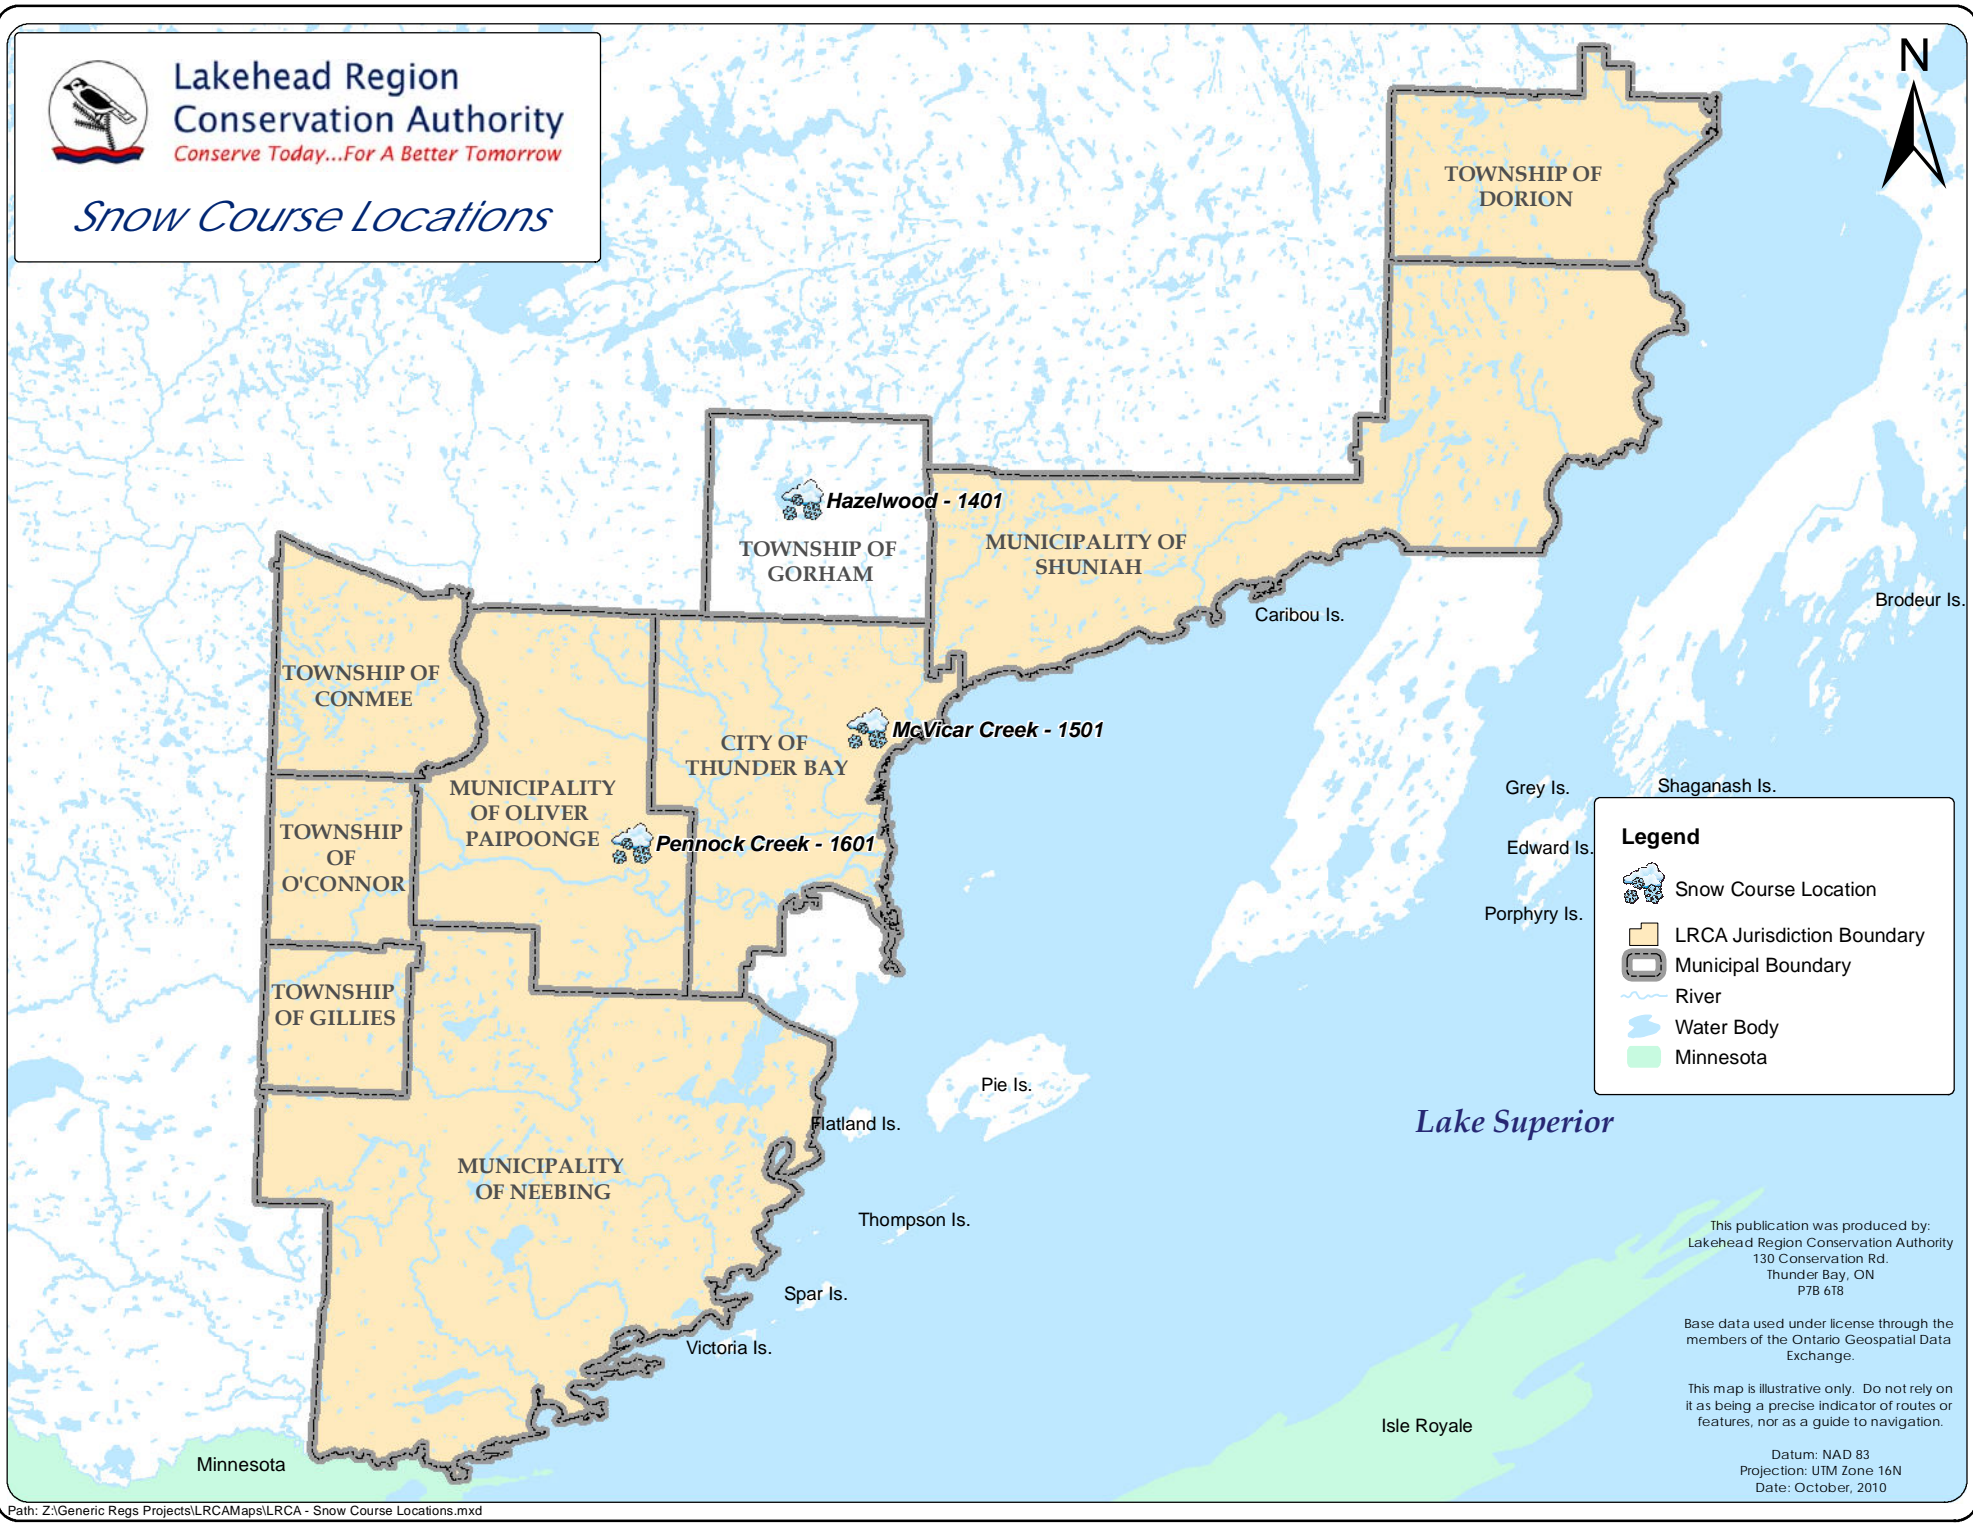 Lakehead Region
Conservation Authority
Conserve Today...For A Better Tomorrow
Snow Course Locations
N
TOWNSHIP OF
DORION
Hazelwood - 1401
TOWNSHIP OF
GORHAM
MUNICIPALITY OF
SHUNIAH
Caribou Is.
Brodeur Is.
TOWNSHIP OF
CONMEE
McVicar Creek - 1501
CITY OF
THUNDER BAY
MUNICIPALITY
OF OLIVER
PAIPOONGE
Pennock Creek - 1601
TOWNSHIP
OF
O'CONNOR
Grey Is.
Shaganash Is.
Edward Is.
Porphyry Is.
Legend
Snow Course Location
LRCA Jurisdiction Boundary
Municipal Boundary
River
Water Body
Minnesota
TOWNSHIP
OF GILLIES
Pie Is.
Flatland Is.
Lake Superior
MUNICIPALITY
OF NEEBING
Thompson Is.
Spar Is.
Victoria Is.
Isle Royale
Minnesota
This publication was produced by:
Lakehead Region Conservation Authority
130 Conservation Rd.
Thunder Bay, ON
P7B 6T8
Base data used under license through the
members of the Ontario Geospatial Data
Exchange.
This map is illustrative only. Do not rely on
it as being a precise indicator of routes or
features, nor as a guide to navigation.
Datum: NAD 83
Projection: UTM Zone 16N
Date: October, 2010
Path: Z:\Generic Regs Projects\LRCAMaps\LRCA - Snow Course Locations.mxd